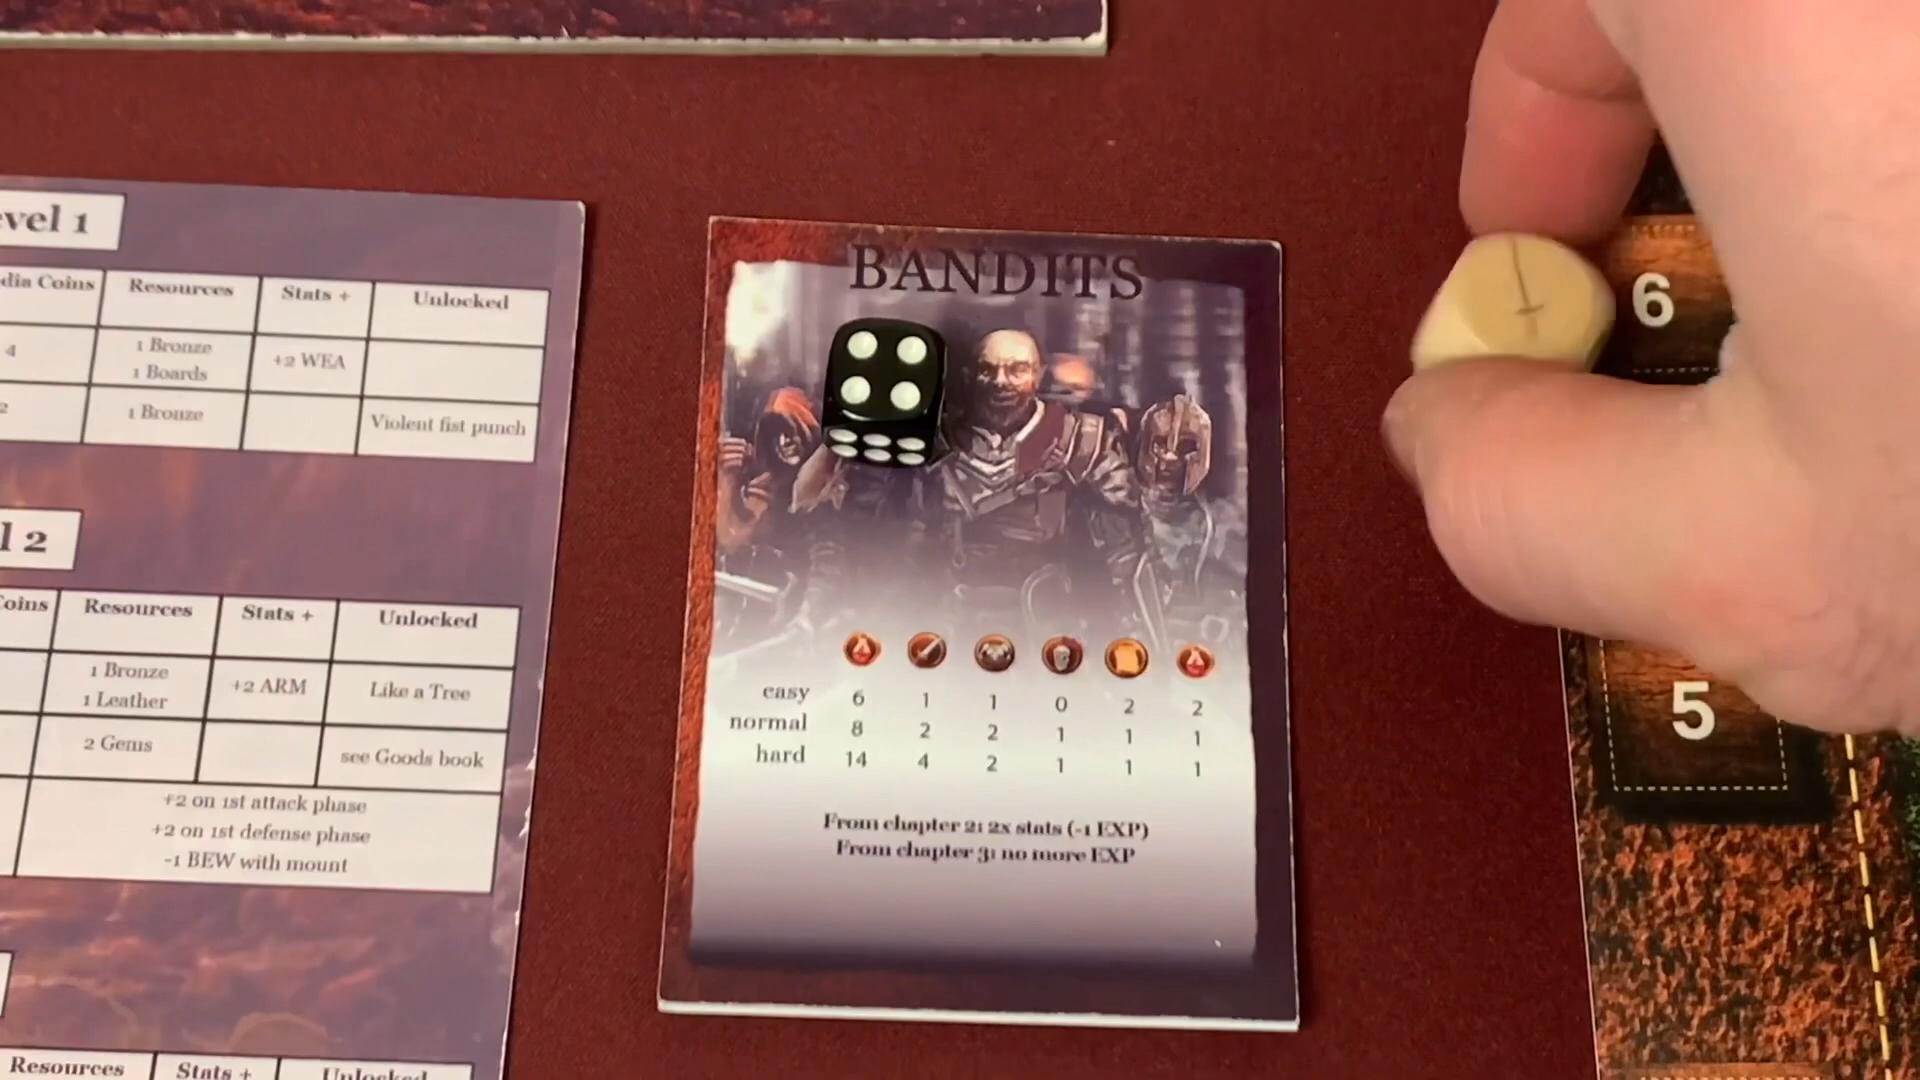 evel 1
dia Coins Resources Stats + Unlocked
4 1 Bronze +2 WEA
1 Boards
2 1 Bronze Violent fist punch
l 2
Coins Resources Stats + Unlocked
1 Bronze +2 ARM Like a Tree
1 Leather
2 Gems see Goods book
+2 on 1st attack phase
+2 on 1st defense phase
-1 BEW with mount
Resources Stats + Unlocked
BANDITS
easy 6 1 1 0 2 2
normal 8 2 2 1 1 1
hard 14 4 2 1 1 1
From chapter 2: 2x stats (-1 EXP)
From chapter 3: no more EXP
6
5